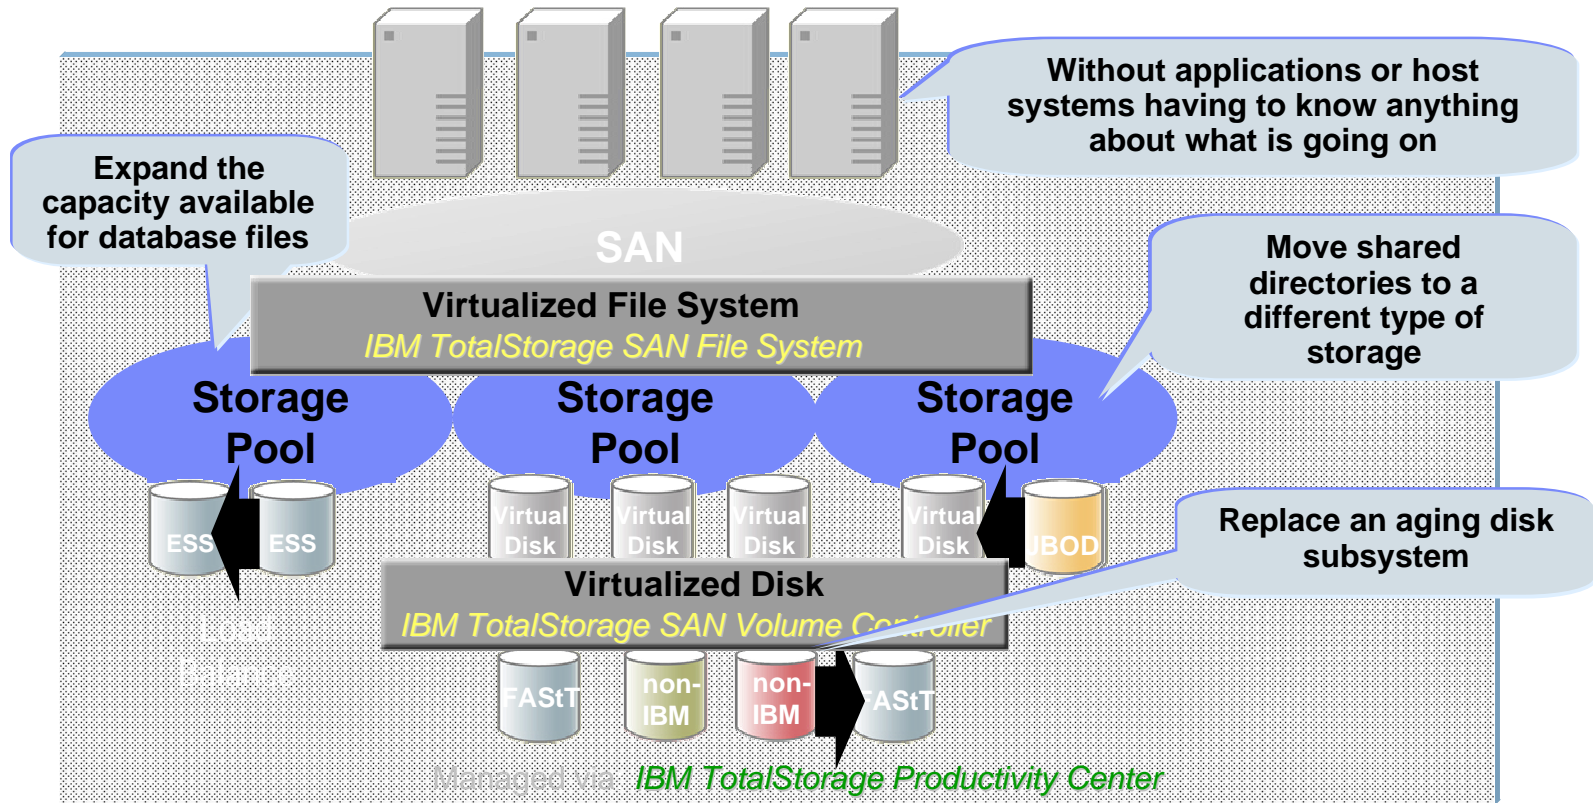 Without applications or host
systems having to know anything
about what is going on
Expand the
capacity available
for database files
SAN
Move shared
directories to a
different type of
storage
Virtualized File System
IBM TotalStorage SAN File System
Storage
Pool
Storage
Pool
Storage
Pool
ESS
ESS
Virtual
Disk
Virtual
Disk
Virtual
Disk
Virtual
Disk
JBOD
Replace an aging disk
subsystem
Virtualized Disk
IBM TotalStorage SAN Volume Controller
Load
Balance
FAStT
non-
IBM
non-
IBM
FAStT
Managed via IBM TotalStorage Productivity Center